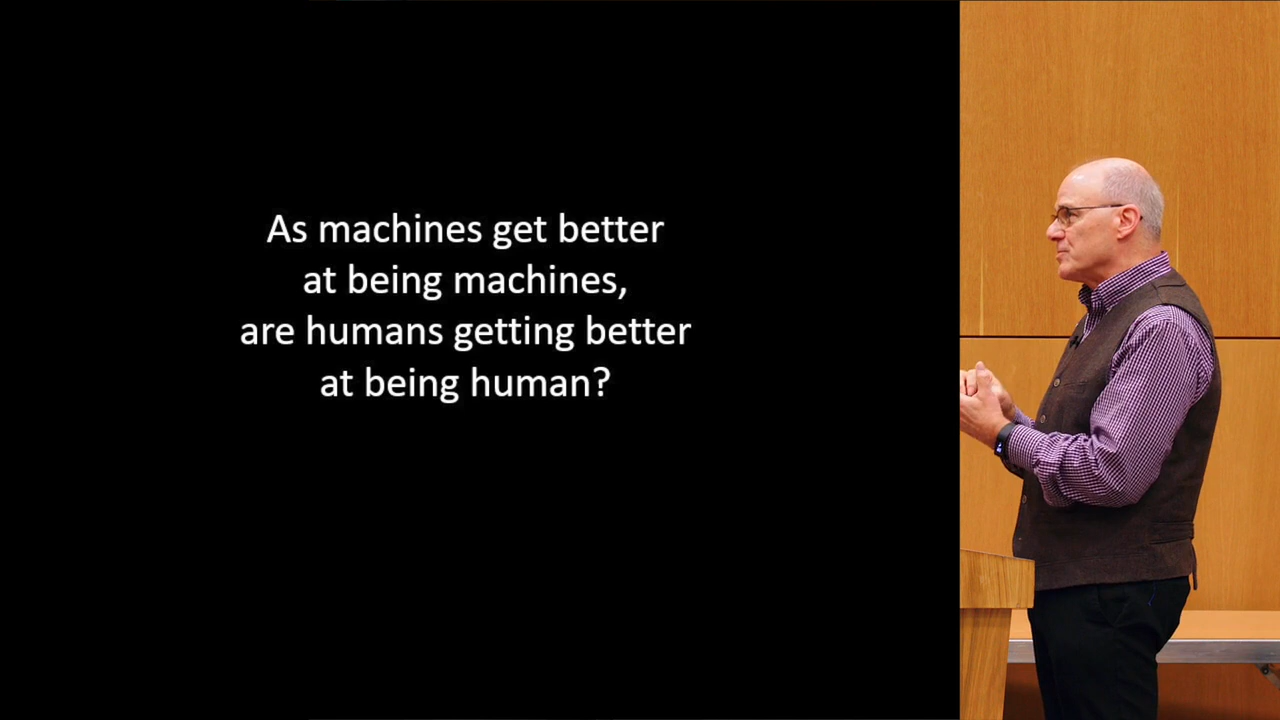 As machines get better
at being machines,
are humans getting better
at being human?